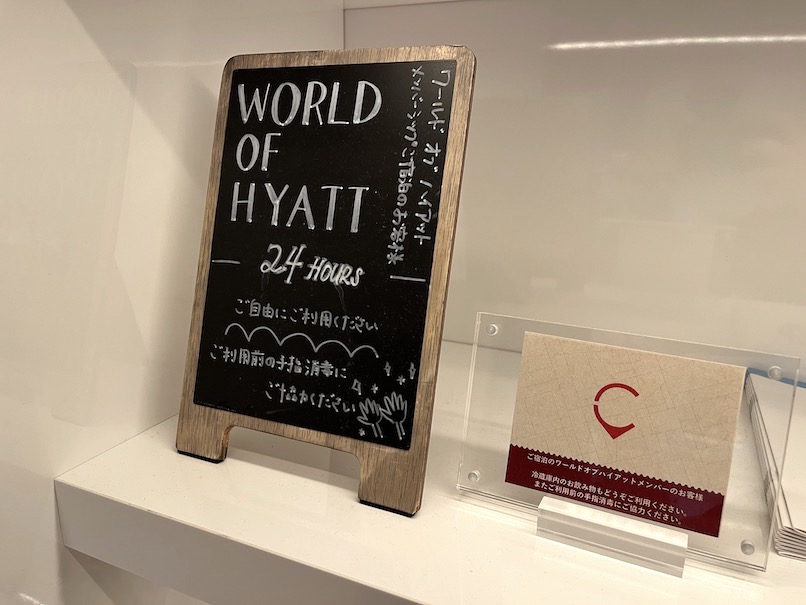 WORLD
OF
HYATT
ワールド オブ ハイアット
メンバーシップご宿泊のお客様
24 HOURS
ご自由にご利用ください
ご利用前の手指消毒に
ご協力ください
ご宿泊のワールドオブハイアットメンバーのお客様
冷蔵庫内のお飲み物もどうぞご利用ください。
またご利用前の手指消毒にご協力ください。